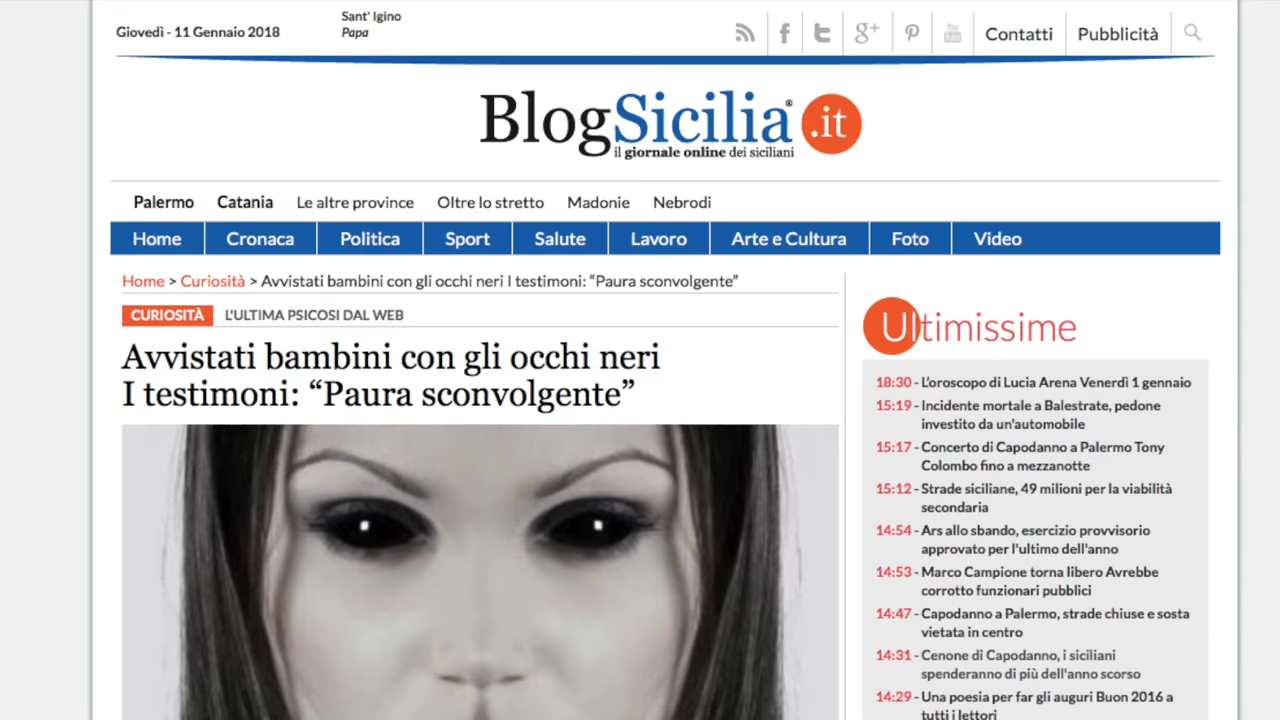 Giovedì - 11 Gennaio 2018
Sant' Igino
Papa
Contatti
Pubblicità
BlogSicilia®.it
il giornale online dei siciliani
Palermo Catania Le altre province Oltre lo stretto Madonie Nebrodi
Home Cronaca Politica Sport Salute Lavoro Arte e Cultura Foto Video
Home > Curiosità > Avvistati bambini con gli occhi neri I testimoni: “Paura sconvolgente”
CURIOSITÀ L'ULTIMA PSICOSI DAL WEB
Avvistati bambini con gli occhi neri
I testimoni: “Paura sconvolgente”
Ultimissime
18:30 - L’oroscopo di Lucia Arena Venerdì 1 gennaio
15:19 - Incidente mortale a Balestrate, pedone
investito da un'automobile
15:17 - Concerto di Capodanno a Palermo Tony
Colombo fino a mezzanotte
15:12 - Strade siciliane, 49 milioni per la viabilità
secondaria
14:54 - Ars allo sbando, esercizio provvisorio
approvato per l'ultimo dell'anno
14:53 - Marco Campione torna libero Avrebbe
corrotto funzionari pubblici
14:47 - Capodanno a Palermo, strade chiuse e sosta
vietata in centro
14:31 - Cenone di Capodanno, i siciliani
spenderanno di più dell'anno scorso
14:29 - Una poesia per far gli auguri Buon 2016 a
tutti i lettori